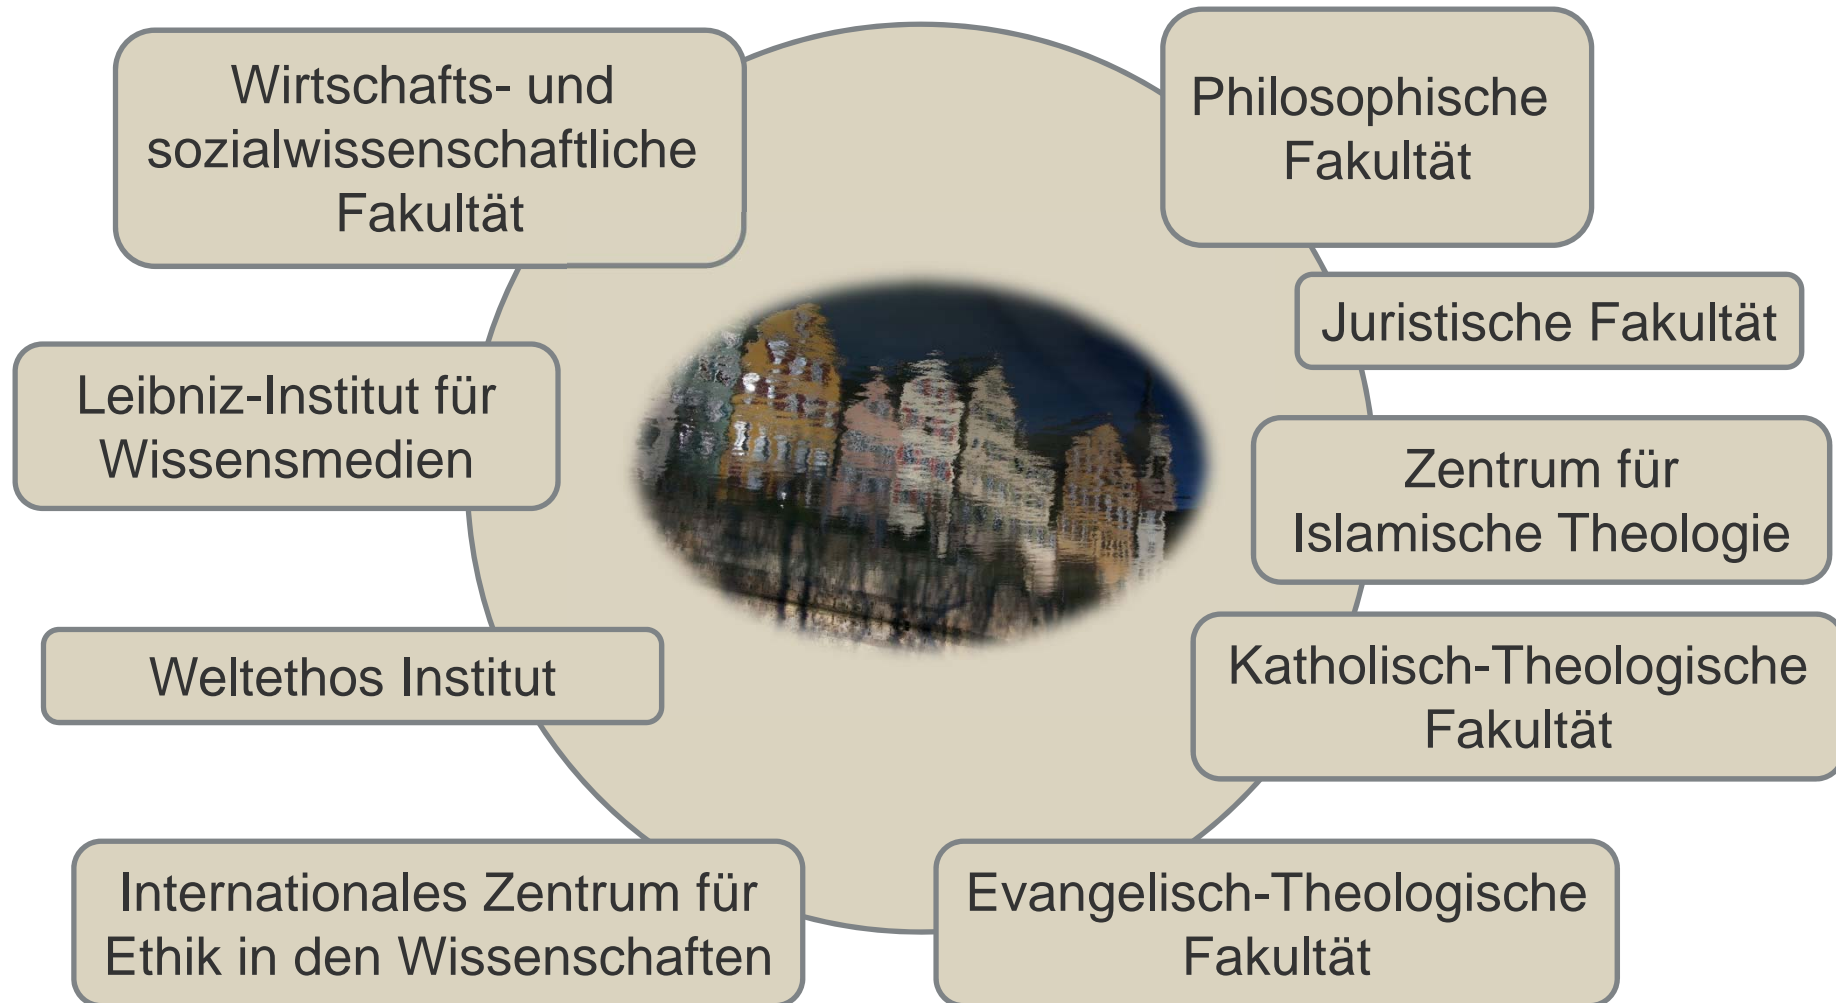 Wirtschafts- und
sozialwissenschaftliche
Fakultät
Philosophische
Fakultät
Juristische Fakultät
Leibniz-Institut für
Wissensmedien
Zentrum für
Islamische Theologie
Weltethos Institut
Katholisch-Theologische
Fakultät
Internationales Zentrum für
Ethik in den Wissenschaften
Evangelisch-Theologische
Fakultät